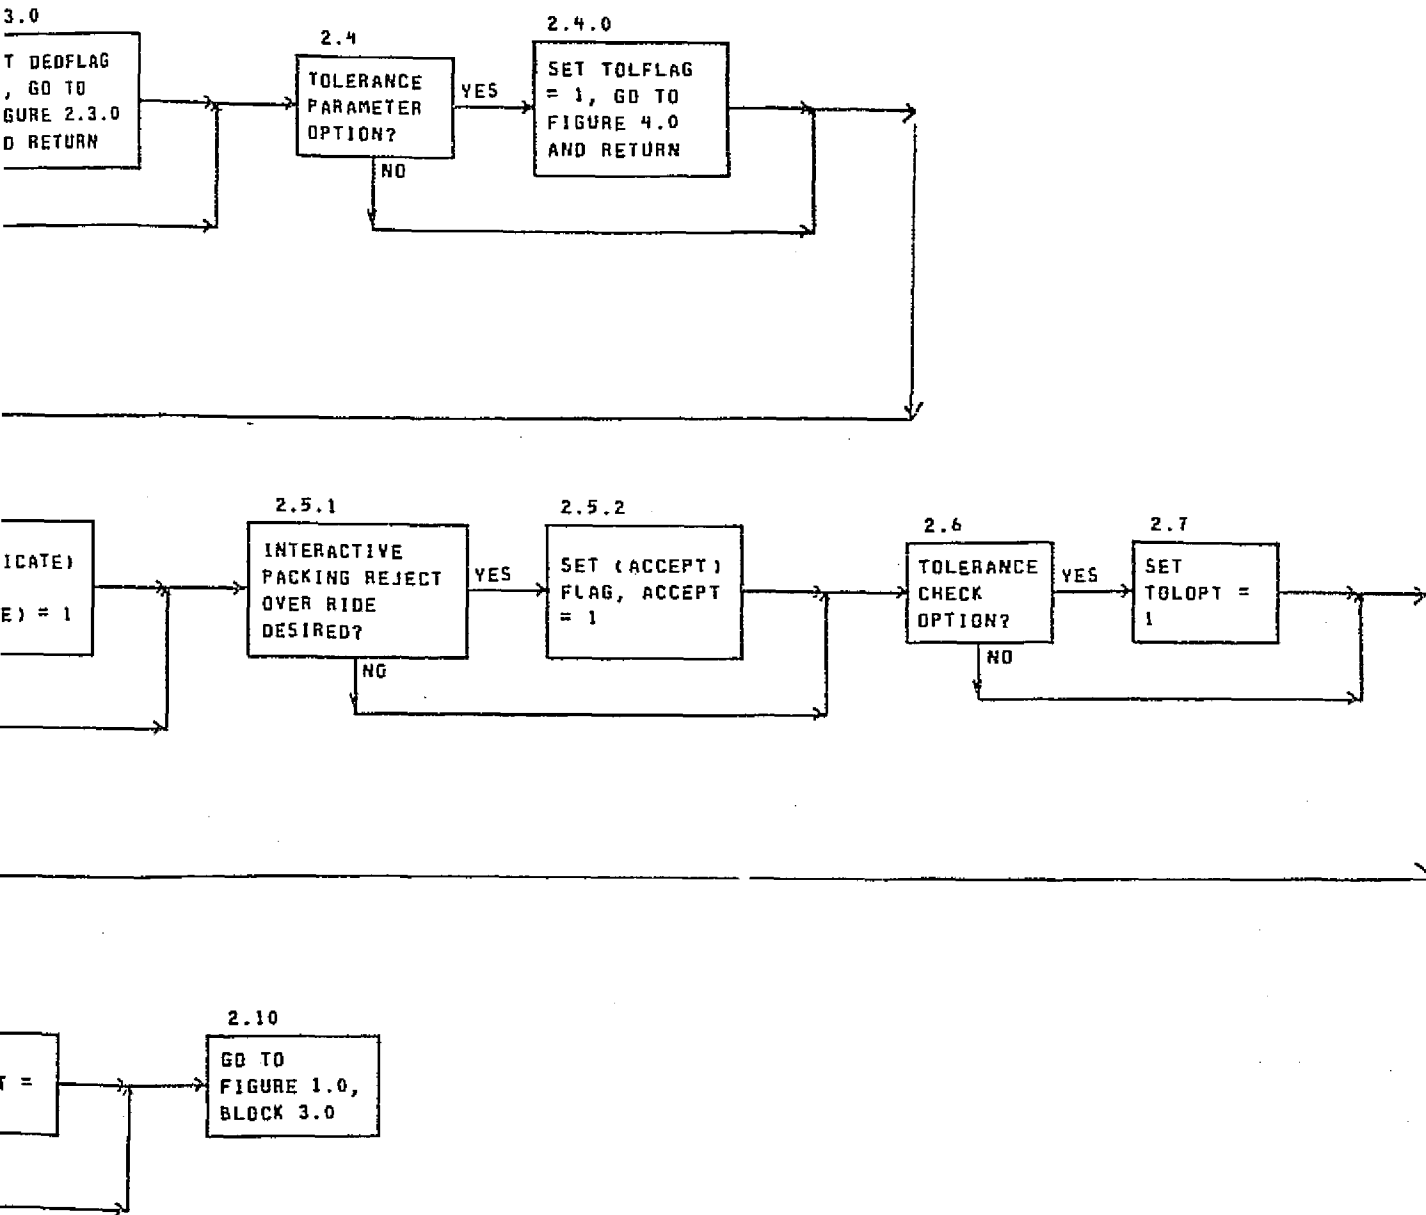 3.0
T DEDFLAG
, GO TO
GURE 2.3.0
D RETURN
2.4
TOLERANCE
PARAMETER
OPTION?
YES
NO
2.4.0
SET TOLFLAG
= 1, GO TO
FIGURE 4.0
AND RETURN
ICATE)
E) = 1
2.5.1
INTERACTIVE
PACKING REJECT
OVER RIDE
DESIRED?
YES
NO
2.5.2
SET (ACCEPT)
FLAG, ACCEPT
= 1
2.6
TOLERANCE
CHECK
OPTION?
YES
NO
2.7
SET
TOLOPT =
1
T =
2.10
GO TO
FIGURE 1.0,
BLOCK 3.0